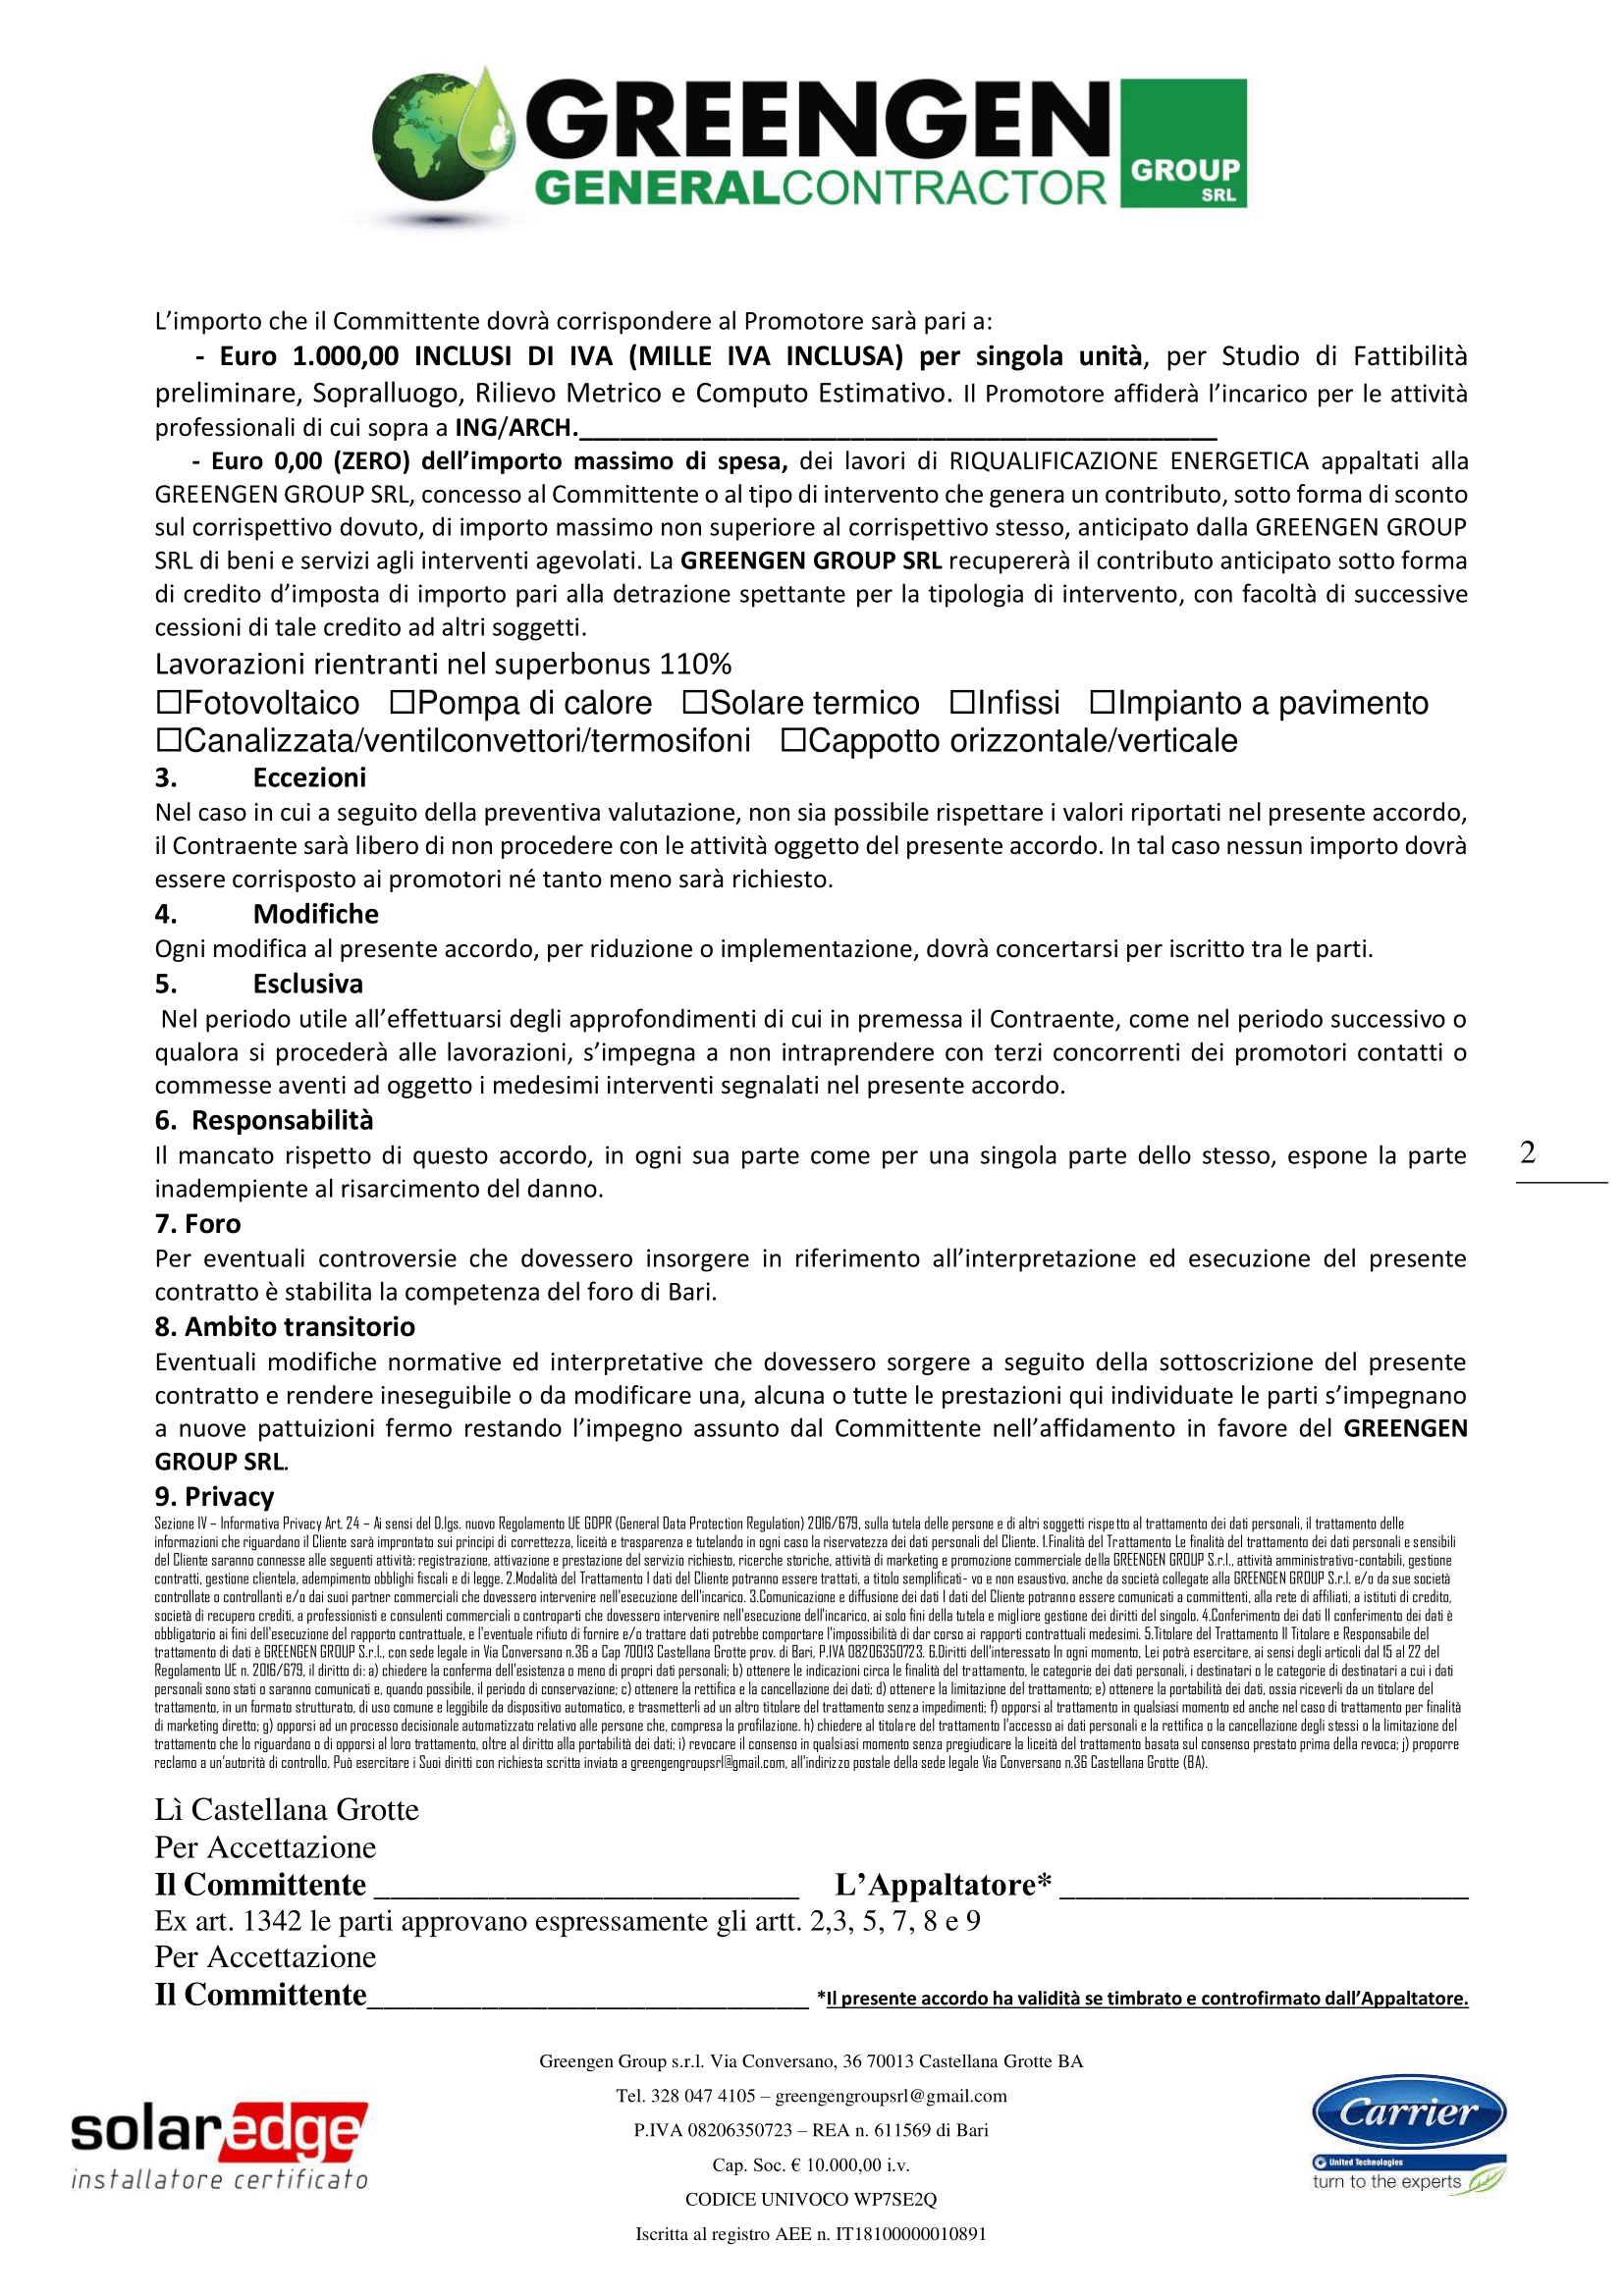 GREENGEN
GENERALCONTRACTOR
GROUP
SRL
L’importo che il Committente dovrà corrispondere al Promotore sarà pari a:
- Euro 1.000,00 INCLUSI DI IVA (MILLE IVA INCLUSA) per singola unità, per Studio di Fattibilità
preliminare, Sopralluogo, Rilievo Metrico e Computo Estimativo. Il Promotore affiderà l’incarico per le attività
professionali di cui sopra a ING/ARCH.______________________________________________
- Euro 0,00 (ZERO) dell’importo massimo di spesa, dei lavori di RIQUALIFICAZIONE ENERGETICA appaltati alla
GREENGEN GROUP SRL, concesso al Committente o al tipo di intervento che genera un contributo, sotto forma di sconto
sul corrispettivo dovuto, di importo massimo non superiore al corrispettivo stesso, anticipato dalla GREENGEN GROUP
SRL di beni e servizi agli interventi agevolati. La GREENGEN GROUP SRL recupererà il contributo anticipato sotto forma
di credito d’imposta di importo pari alla detrazione spettante per la tipologia di intervento, con facoltà di successive
cessioni di tale credito ad altri soggetti.
Lavorazioni rientranti nel superbonus 110%
☐Fotovoltaico ☐Pompa di calore ☐Solare termico ☐Infissi ☐Impianto a pavimento
☐Canalizzata/ventilconvettori/termosifoni ☐Cappotto orizzontale/verticale
3. Eccezioni
Nel caso in cui a seguito della preventiva valutazione, non sia possibile rispettare i valori riportati nel presente accordo,
il Contraente sarà libero di non procedere con le attività oggetto del presente accordo. In tal caso nessun importo dovrà
essere corrisposto ai promotori né tanto meno sarà richiesto.
4. Modifiche
Ogni modifica al presente accordo, per riduzione o implementazione, dovrà concertarsi per iscritto tra le parti.
5. Esclusiva
Nel periodo utile all’effettuarsi degli approfondimenti di cui in premessa il Contraente, come nel periodo successivo o
qualora si procederà alle lavorazioni, s’impegna a non intraprendere con terzi concorrenti dei promotori contatti o
commesse aventi ad oggetto i medesimi interventi segnalati nel presente accordo.
6. Responsabilità
Il mancato rispetto di questo accordo, in ogni sua parte come per una singola parte dello stesso, espone la parte
inadempiente al risarcimento del danno.
2
7. Foro
Per eventuali controversie che dovessero insorgere in riferimento all’interpretazione ed esecuzione del presente
contratto è stabilita la competenza del foro di Bari.
8. Ambito transitorio
Eventuali modifiche normative ed interpretative che dovessero sorgere a seguito della sottoscrizione del presente
contratto e rendere ineseguibile o da modificare una, alcuna o tutte le prestazioni qui individuate le parti s’impegnano
a nuove pattuizioni fermo restando l’impegno assunto dal Committente nell’affidamento in favore del GREENGEN
GROUP SRL.
9. Privacy
Sezione IV – Informativa Privacy Art. 24 – Ai sensi del D.lgs. nuovo Regolamento UE GDPR (General Data Protection Regulation) 2016/679, sulla tutela delle persone e di altri soggetti rispetto al trattamento dei dati personali, il trattamento delle
informazioni che riguardano il Cliente sarà improntato sui principi di correttezza, liceità e trasparenza e tutelando in ogni caso la riservatezza dei dati personali del Cliente. 1.Finalità del Trattamento Le finalità del trattamento dei dati personali e sensibili
del Cliente saranno connesse alle seguenti attività: registrazione, attivazione e prestazione del servizio richiesto, ricerche storiche, attività di marketing e promozione commerciale della GREENGEN GROUP S.r.l., attività amministrativo-contabili, gestione
contratti, gestione clientela, adempimento obblighi fiscali e di legge. 2.Modalità del Trattamento I dati del Cliente potranno essere trattati, a titolo semplificati- vo e non esaustivo, anche da società collegate alla GREENGEN GROUP S.r.l. e/o da sue società
controllate o controllanti e/o dai suoi partner commerciali che dovessero intervenire nell'esecuzione dell'incarico. 3.Comunicazione e diffusione dei dati I dati del Cliente potranno essere comunicati a committenti, alla rete di affiliati, a istituti di credito,
società di recupero crediti, a professionisti e consulenti commerciali o controparti che dovessero intervenire nell'esecuzione dell'incarico, ai solo fini della tutela e migliore gestione dei diritti del singolo. 4.Conferimento dei dati Il conferimento dei dati è
obbligatorio ai fini dell'esecuzione del rapporto contrattuale, e l'eventuale rifiuto di fornire e/o trattare dati potrebbe comportare l'impossibilità di dar corso ai rapporti contrattuali medesimi. 5.Titolare del Trattamento Il Titolare e Responsabile del
trattamento di dati è GREENGEN GROUP S.r.l., con sede legale in Via Conversano n.36 a Cap 70013 Castellana Grotte prov. di Bari, P.IVA 08206350723. 6.Diritti dell'interessato In ogni momento, Lei potrà esercitare, ai sensi degli articoli dal 15 al 22 del
Regolamento UE n. 2016/679, il diritto di: a) chiedere la conferma dell'esistenza o meno di propri dati personali; b) ottenere le indicazioni circa le finalità del trattamento, le categorie dei dati personali, i destinatari o le categorie di destinatari a cui i dati
personali sono stati o saranno comunicati e, quando possibile, il periodo di conservazione; c) ottenere la rettifica e la cancellazione dei dati; d) ottenere la limitazione del trattamento; e) ottenere la portabilità dei dati, ossia riceverli da un titolare del
trattamento, in un formato strutturato, di uso comune e leggibile da dispositivo automatico, e trasmetterli ad un altro titolare del trattamento senza impedimenti; f) opporsi al trattamento in qualsiasi momento ed anche nel caso di trattamento per finalità
di marketing diretto; g) opporsi ad un processo decisionale automatizzato relativo alle persone che, compresa la profilazione. h) chiedere al titolare del trattamento l'accesso ai dati personali e la rettifica o la cancellazione degli stessi o la limitazione del
trattamento che lo riguardano o di opporsi al loro trattamento, oltre al diritto alla portabilità dei dati; i) revocare il consenso in qualsiasi momento senza pregiudicare la liceità del trattamento basata sul consenso prestato prima della revoca; j) proporre
reclamo a un'autorità di controllo. Può esercitare i Suoi diritti con richiesta scritta inviata a greengengroupsrl@gmail.com, all'indirizzo postale della sede legale Via Conversano n.36 Castellana Grotte (BA).
Lì Castellana Grotte
Per Accettazione
Il Committente __________________________ L’Appaltatore* _________________________
Ex art. 1342 le parti approvano espressamente gli artt. 2,3, 5, 7, 8 e 9
Per Accettazione
Il Committente___________________________ *Il presente accordo ha validità se timbrato e controfirmato dall’Appaltatore.
Greengen Group s.r.l. Via Conversano, 36 70013 Castellana Grotte BA
Tel. 328 047 4105 – greengengroupsrl@gmail.com
P.IVA 08206350723 – REA n. 611569 di Bari
Cap. Soc. € 10.000,00 i.v.
CODICE UNIVOCO WP7SE2Q
Iscritta al registro AEE n. IT18100000010891
solaredge
installatore certificato
Carrier
United Technologies
turn to the experts